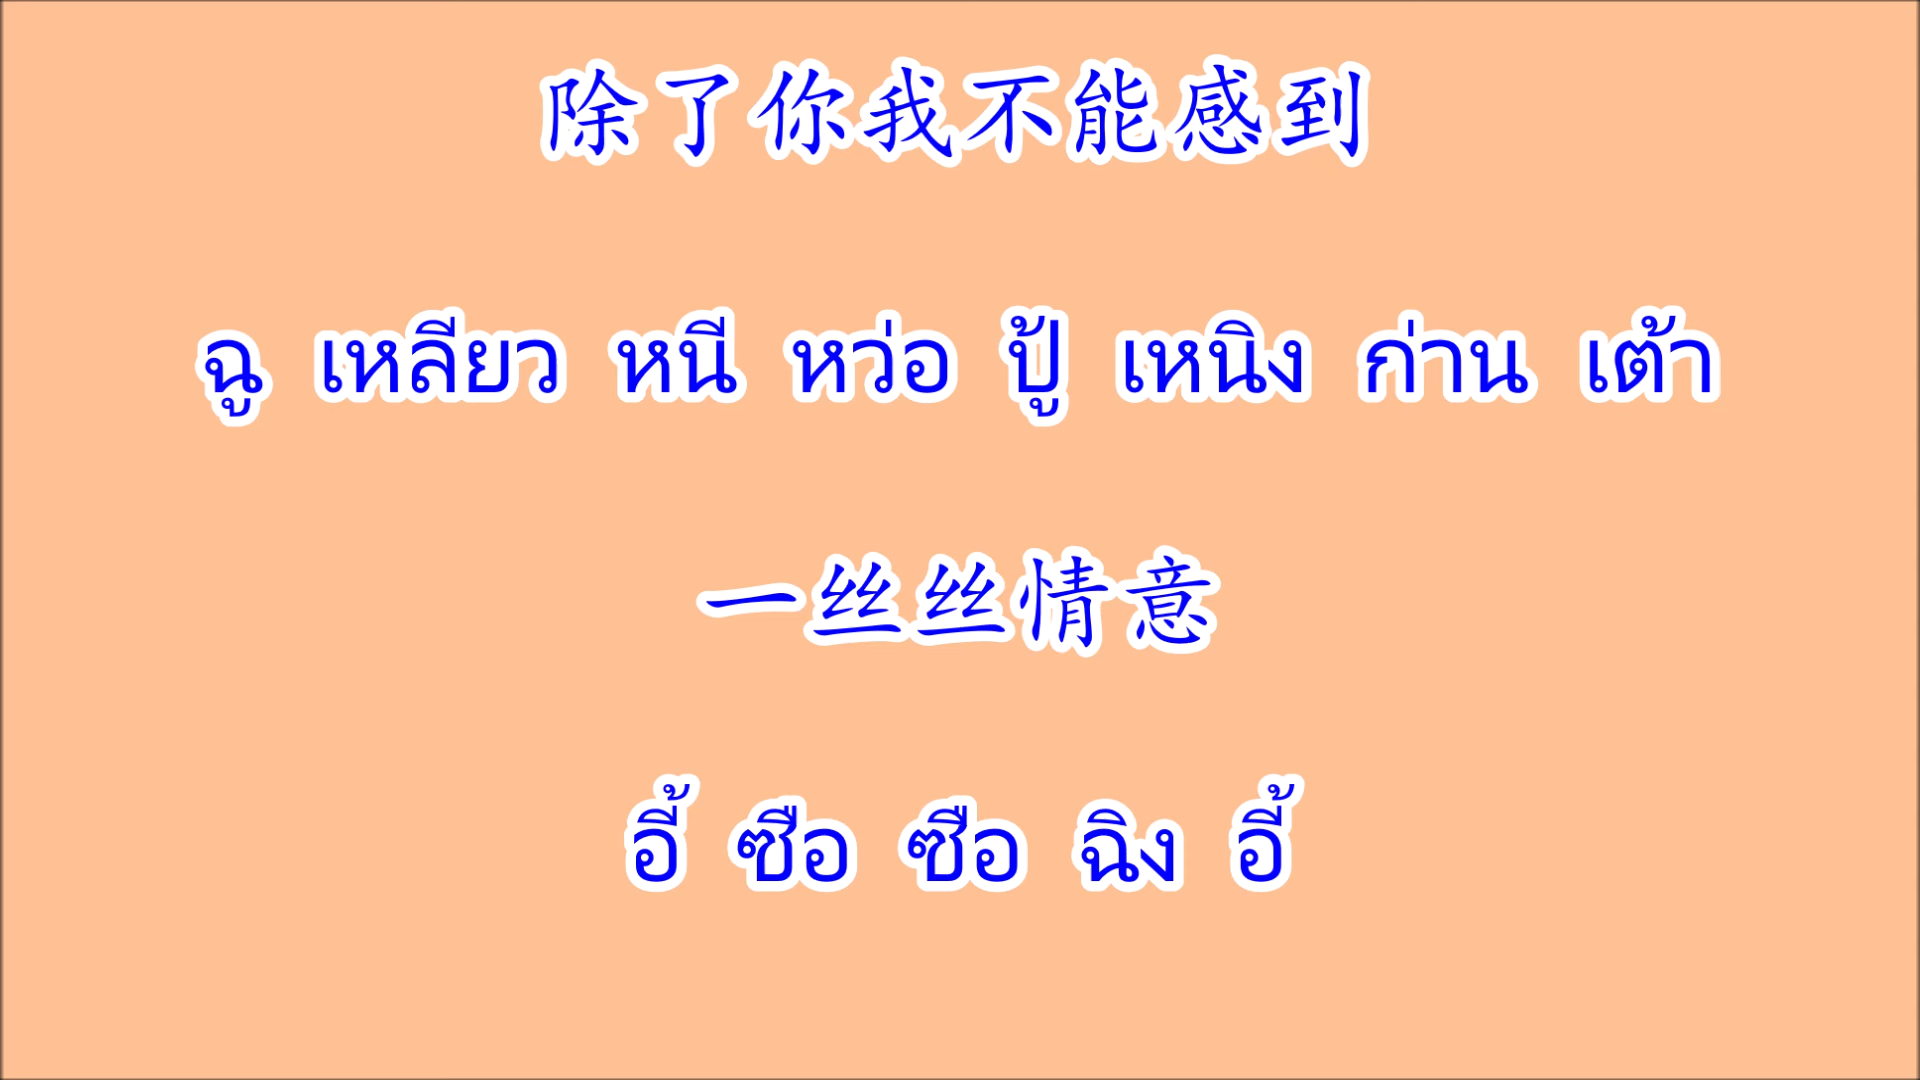 除了你我不能感到
ฉู เหลียว หนี หว่อ ปู้ เหนิง ก่าน เต้า
一丝丝情意
อี้ ซือ ซือ ฉิง อี้